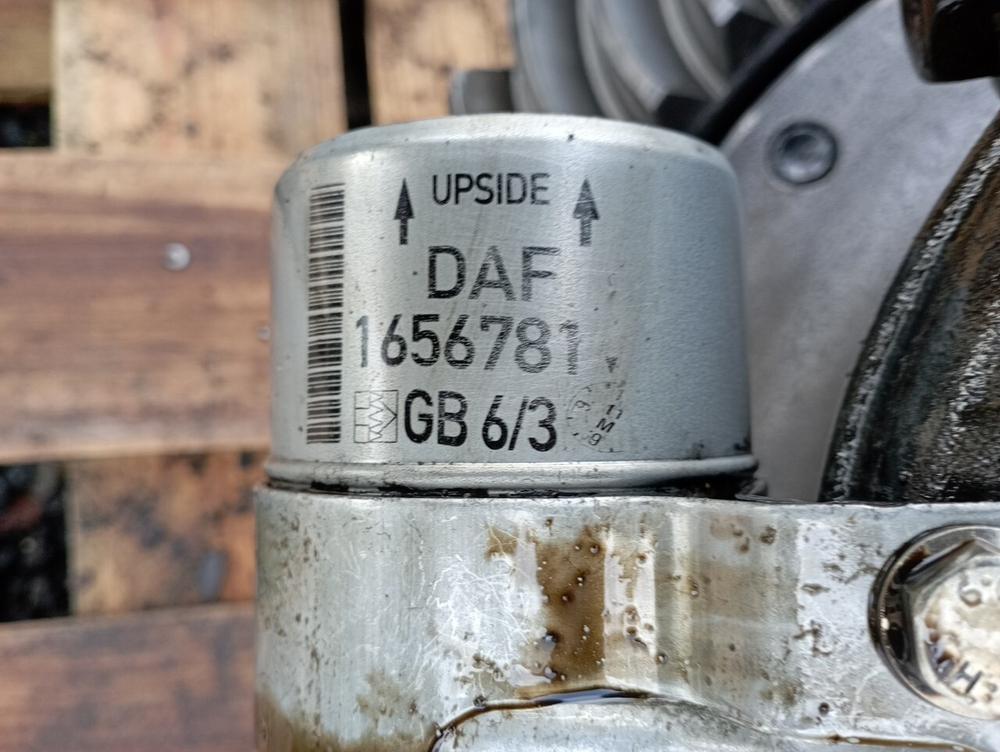 UPSIDE
DAF
1656781
GB 6/3